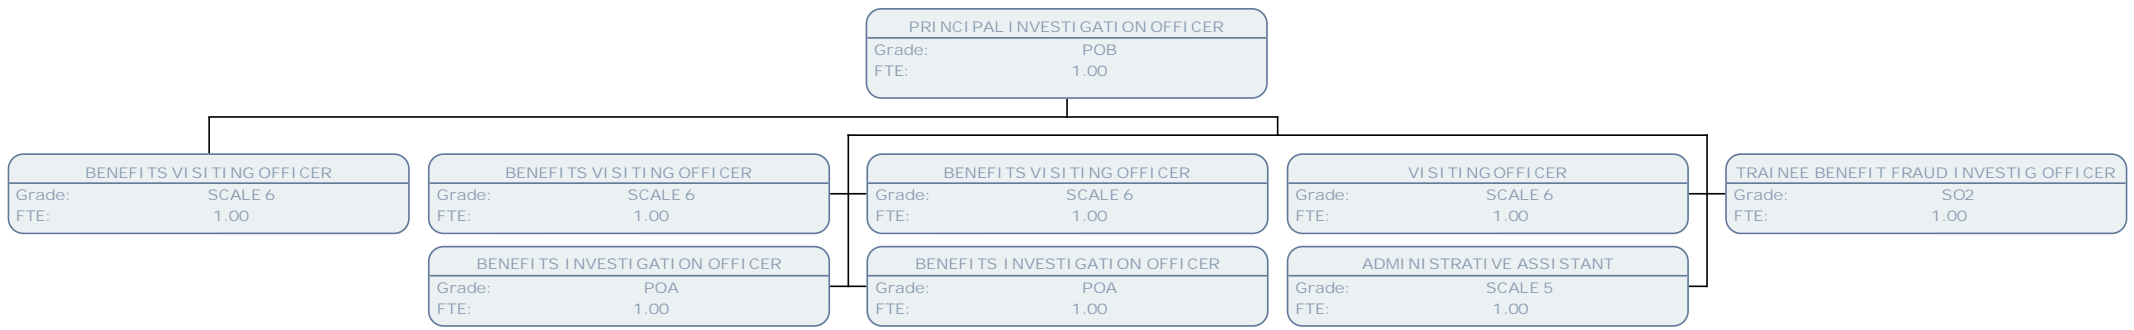 PRINCIPAL INVESTIGATION OFFICER
Grade: POB
FTE: 1.00
BENEFITS VISITING OFFICER
Grade: SCALE 6
FTE: 1.00
BENEFITS VISITING OFFICER
Grade: SCALE 6
FTE: 1.00
BENEFITS VISITING OFFICER
Grade: SCALE 6
FTE: 1.00
VISITING OFFICER
Grade: SCALE 6
FTE: 1.00
TRAINEE BENEFIT FRAUD INVESTIG OFFICER
Grade: SO2
FTE: 1.00
BENEFITS INVESTIGATION OFFICER
Grade: POA
FTE: 1.00
BENEFITS INVESTIGATION OFFICER
Grade: POA
FTE: 1.00
ADMINISTRATIVE ASSISTANT
Grade: SCALE 5
FTE: 1.00